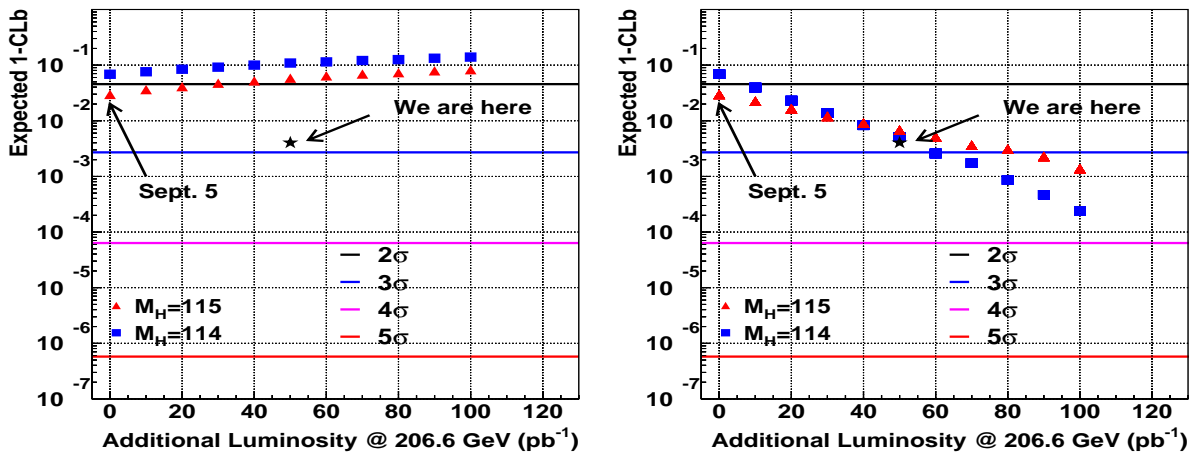 Expected 1-CLb
10 -1
10 -2
10 -3
10 -4
10 -5
10 -6
10 -7
We are here
Sept. 5
2σ
3σ
4σ
5σ
M_H=115
M_H=114
0 20 40 60 80 100 120
Additional Luminosity @ 206.6 GeV (pb⁻¹)
Expected 1-CLb
10 -1
10 -2
10 -3
10 -4
10 -5
10 -6
10 -7
We are here
Sept. 5
2σ
3σ
4σ
5σ
M_H=115
M_H=114
0 20 40 60 80 100 120
Additional Luminosity @ 206.6 GeV (pb⁻¹)